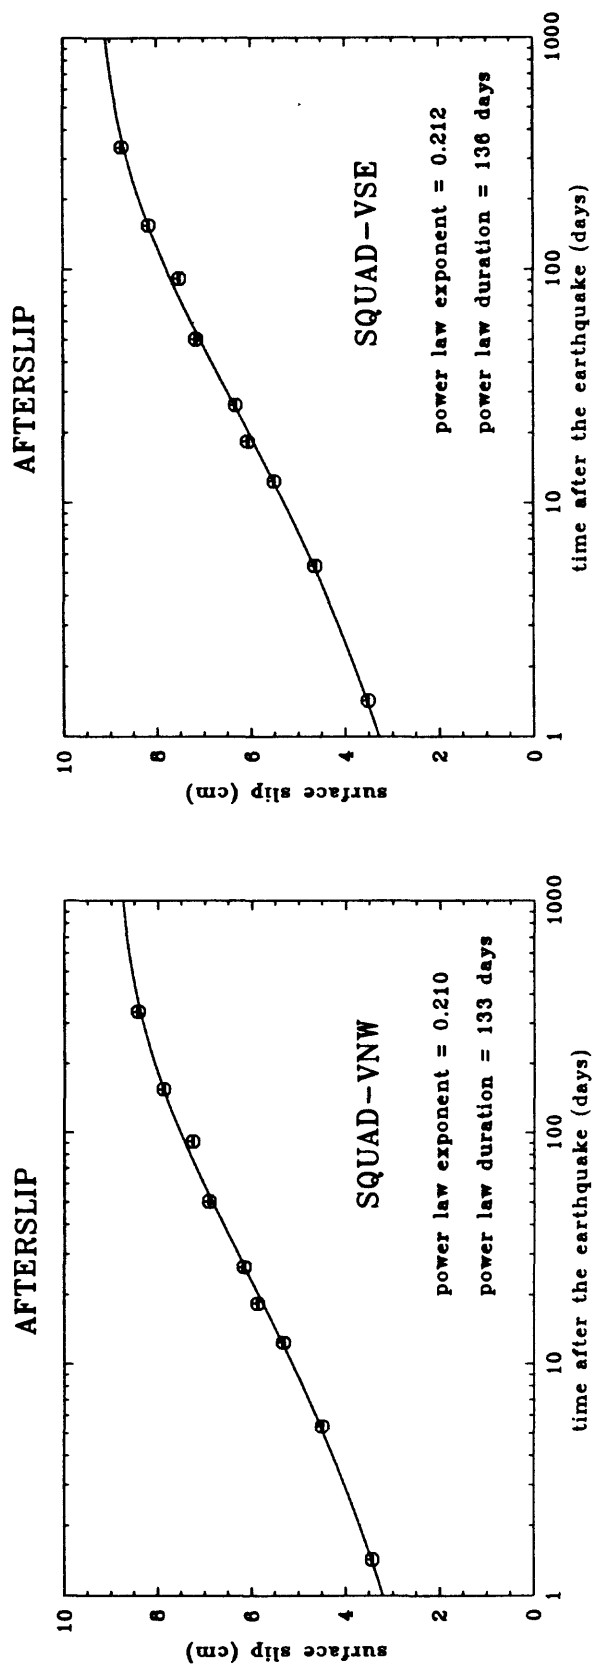 AFTERSLIP
surface slip (cm)
10
8
6
4
2
0
SQUAD-VNW
power law exponent = 0.210
power law duration = 133 days
1
10
100
1000
time after the earthquake (days)
AFTERSLIP
surface slip (cm)
10
8
6
4
2
0
SQUAD-VSE
power law exponent = 0.212
power law duration = 136 days
1
10
100
1000
time after the earthquake (days)